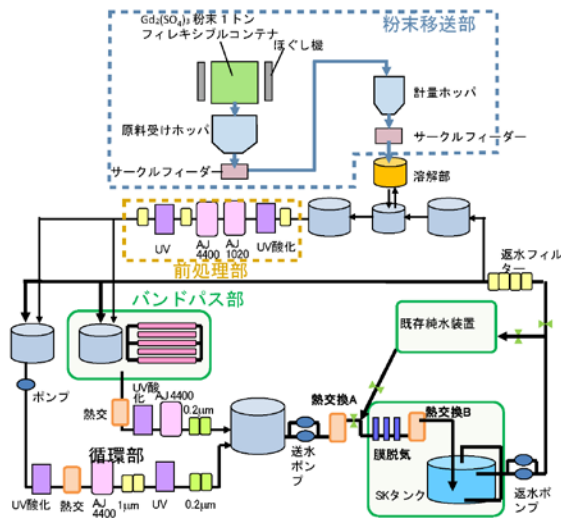 Gd₂(SO₄)₃ 粉末１トン
フィレキシブルコンテナ
ほぐし機
粉末移送部
原料受けホッパ
計量ホッパ
サークルフィーダー
サークルフィーダー
溶解部
UV
AJ
4400
AJ
1020
UV酸化
前処理部
返水フィル
ター
バンドパス部
既存純水装置
ポンプ
熱交
UV酸
化
AJ4400
0.2μm
熱交換A
熱交換B
送水
ポン
プ
膜脱気
SKタンク
返水ポ
ンプ
循環部
UV酸化
熱交
AJ
4400
1μm
UV
0.2μm